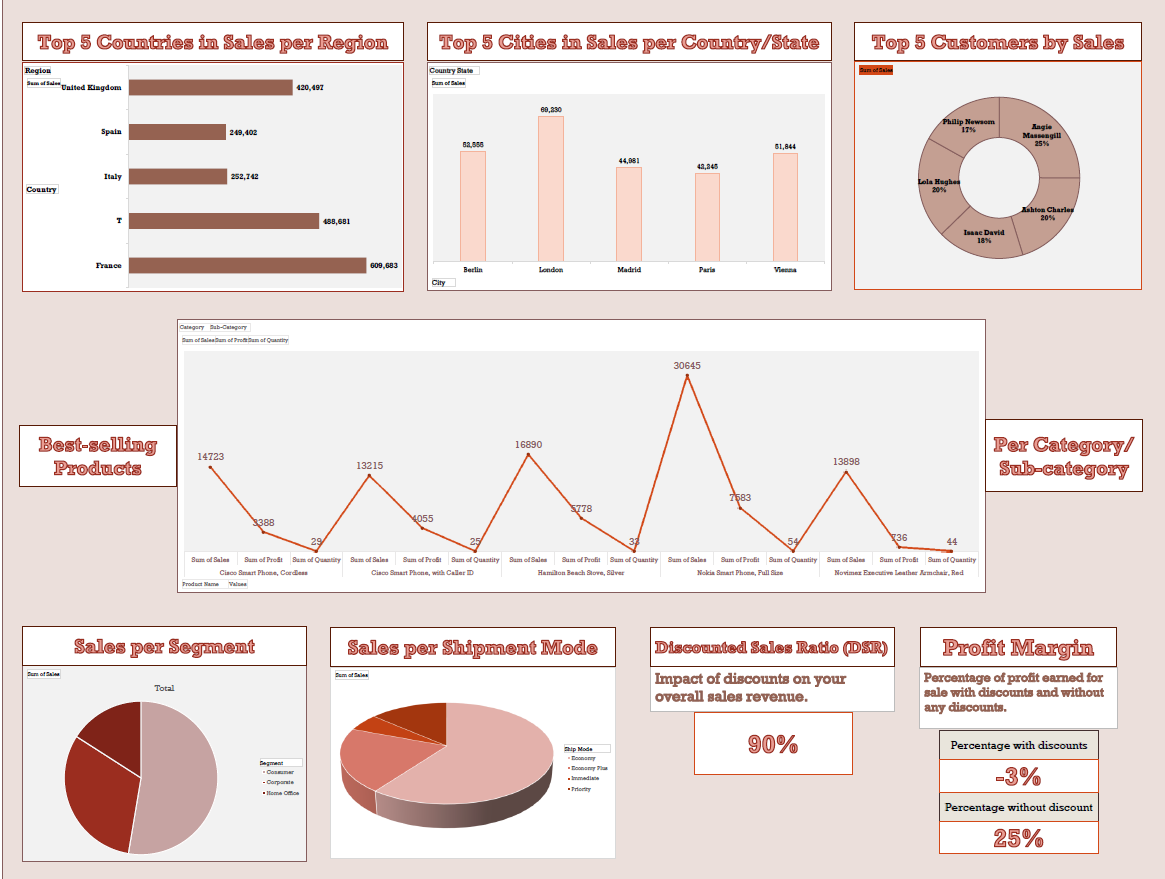 Top 5 Countries in Sales per Region
Top 5 Cities in Sales per Country/State
Top 5 Customers by Sales
Region
Sum of Sales
United Kingdom
420,497
Spain
249,402
Italy
252,742
Country
T
488,681
France
609,683
Country State
Sum of Sales
52,555
69,230
44,981
42,245
51,844
Berlin
London
Madrid
Paris
Vienna
City
Sum of Sales
Philip Newsom
17%
Angie
Massengill
25%
Lola Hughes
20%
Ashton Charles
20%
Isaac David
18%
Best-selling
Products
Category Sub-Category
Sum of Sales Sum of Profit Sum of Quantity
14723
3388
29
13215
4055
25
16890
5778
33
30645
7583
54
13898
736
44
Sum of Sales Sum of Profit Sum of Quantity Sum of Sales Sum of Profit Sum of Quantity Sum of Sales Sum of Profit Sum of Quantity Sum of Sales Sum of Profit Sum of Quantity Sum of Sales Sum of Profit Sum of Quantity
Cisco Smart Phone, Cordless
Cisco Smart Phone, with Caller ID
Hamilton Beach Stove, Silver
Nokia Smart Phone, Full Size
Novimex Executive Leather Armchair, Red
Product Name Values
Per Category/
Sub-category
Sales per Segment
Sum of Sales
Total
Segment
Consumer
Corporate
Home Office
Sales per Shipment Mode
Sum of Sales
Ship Mode
Economy
Economy Plus
Immediate
Priority
Discounted Sales Ratio (DSR)
Impact of discounts on your
overall sales revenue.
90%
Profit Margin
Percentage of profit earned for
sale with discounts and without
any discounts.
Percentage with discounts
-3%
Percentage without discount
25%